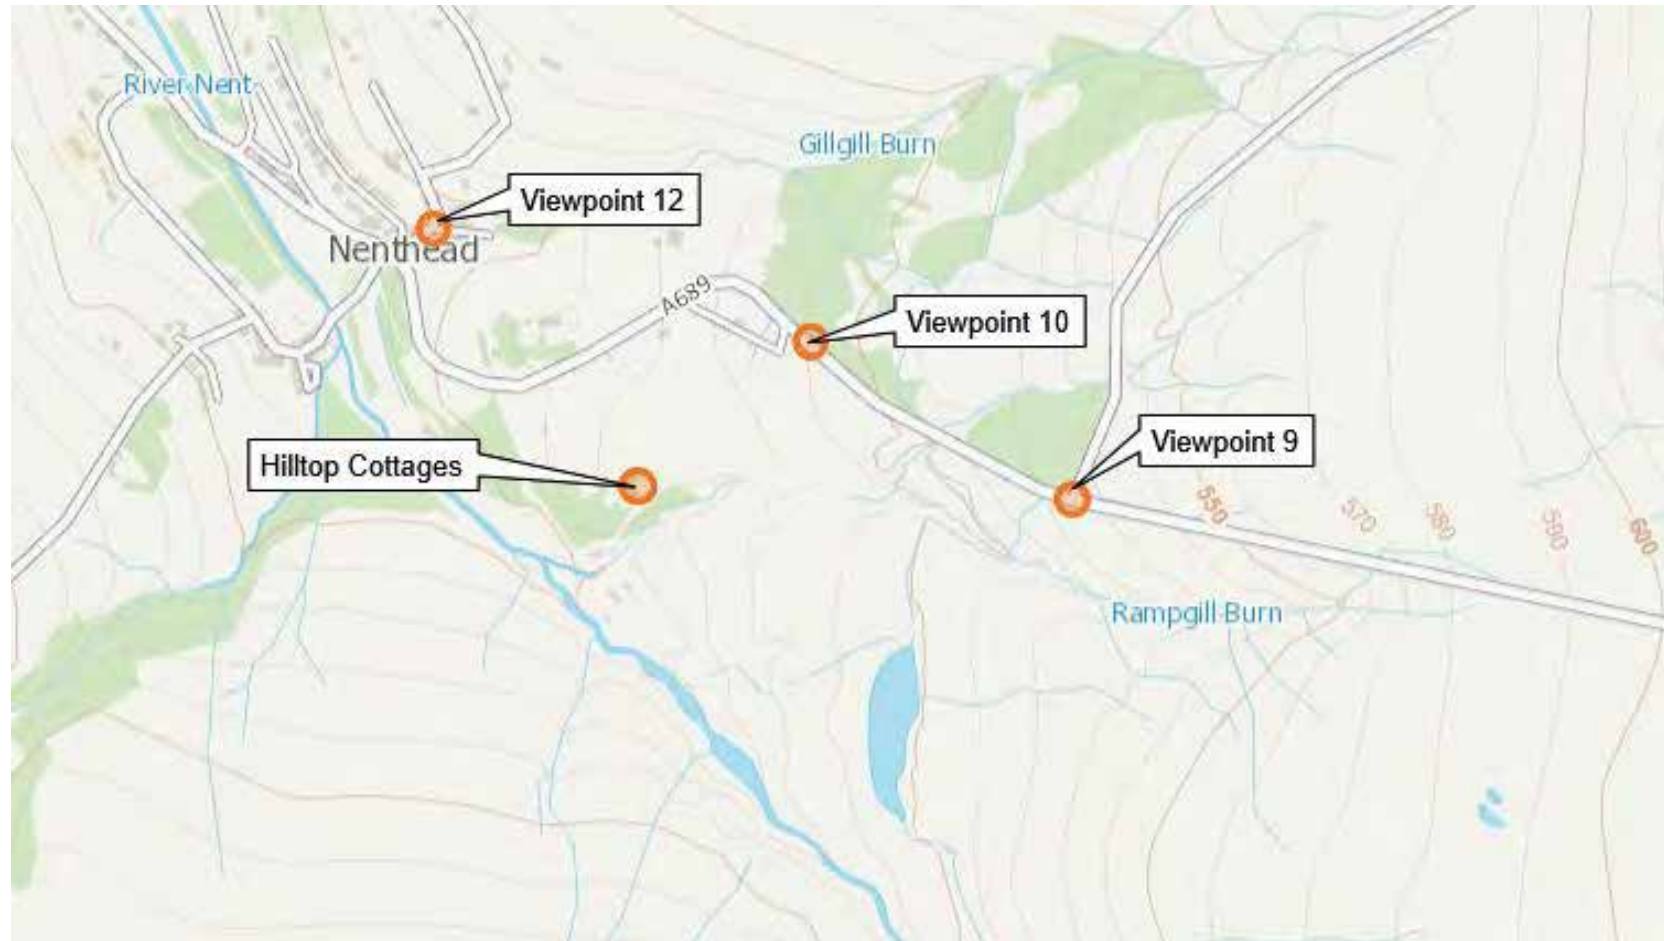 River Nent
Gillgill Burn
Viewpoint 12
Nenthead
A689
Viewpoint 10
Viewpoint 9
Hilltop Cottages
550
570
580
590
600
Rampgill Burn